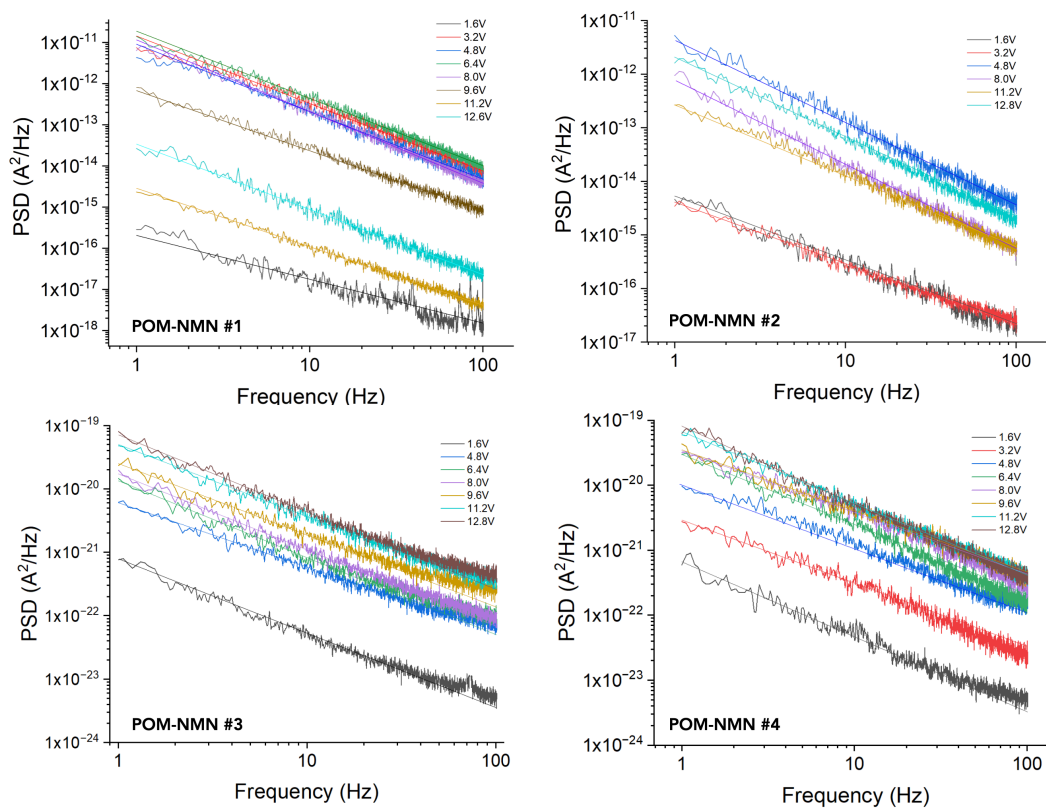 1x10⁻¹¹
1x10⁻¹²
1x10⁻¹³
1x10⁻¹⁴
1x10⁻¹⁵
1x10⁻¹⁶
1x10⁻¹⁷
1x10⁻¹⁸
PSD (A²/Hz)
1.6V
3.2V
4.8V
6.4V
8.0V
9.6V
11.2V
12.6V
POM-NMN #1
1
10
100
Frequency (Hz)
1x10⁻¹¹
1x10⁻¹²
1x10⁻¹³
1x10⁻¹⁴
1x10⁻¹⁵
1x10⁻¹⁶
1x10⁻¹⁷
PSD (A²/Hz)
1.6V
3.2V
4.8V
8.0V
11.2V
12.8V
POM-NMN #2
1
10
100
Frequency (Hz)
1x10⁻¹⁹
1x10⁻²⁰
1x10⁻²¹
1x10⁻²²
1x10⁻²³
1x10⁻²⁴
PSD (A²/Hz)
1.6V
4.8V
6.4V
8.0V
9.6V
11.2V
12.8V
POM-NMN #3
1
10
100
Frequency (Hz)
1x10⁻¹⁹
1x10⁻²⁰
1x10⁻²¹
1x10⁻²²
1x10⁻²³
1x10⁻²⁴
PSD (A²/Hz)
1.6V
3.2V
4.8V
6.4V
8.0V
9.6V
11.2V
12.8V
POM-NMN #4
1
10
100
Frequency (Hz)